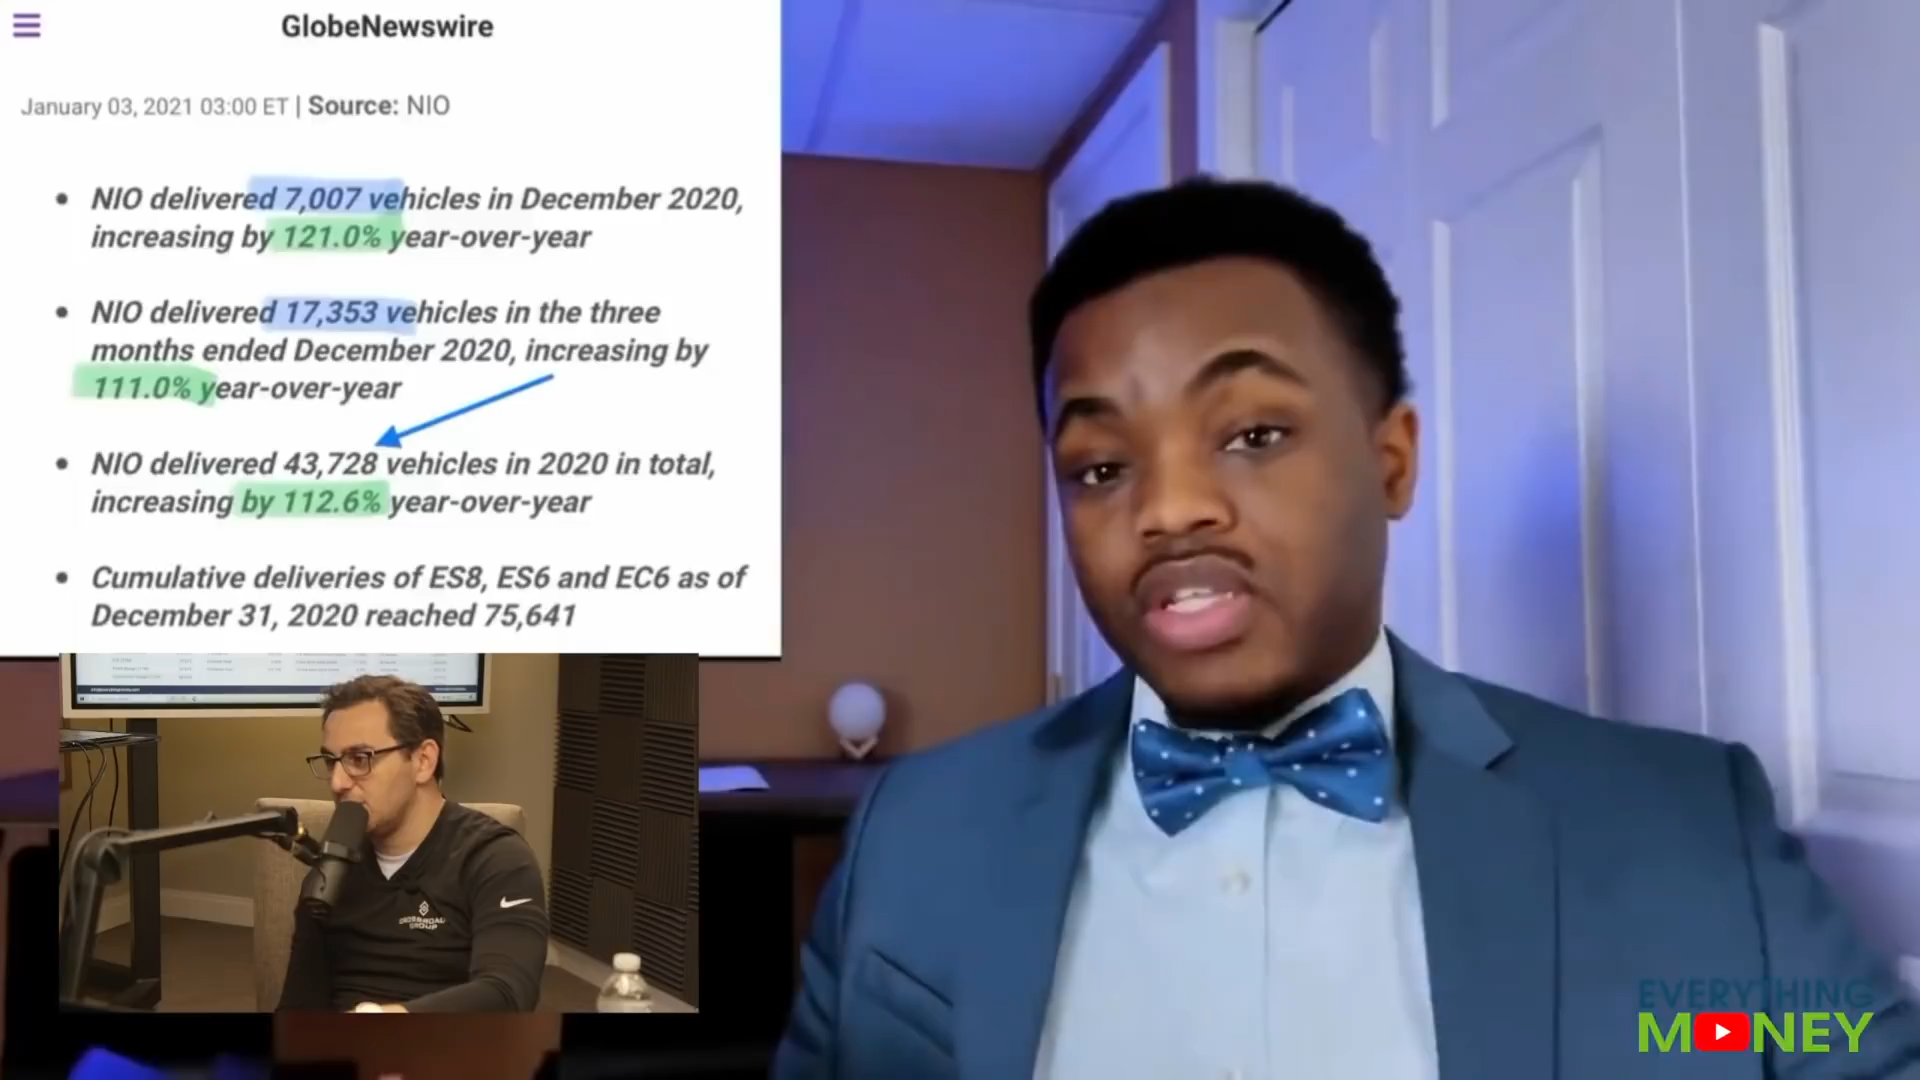 GlobeNewswire
January 03, 2021 03:00 ET | Source: NIO
• NIO delivered 7,007 vehicles in December 2020,
increasing by 121.0% year-over-year
• NIO delivered 17,353 vehicles in the three
months ended December 2020, increasing by
111.0% year-over-year
• NIO delivered 43,728 vehicles in 2020 in total,
increasing by 112.6% year-over-year
• Cumulative deliveries of ES8, ES6 and EC6 as of
December 31, 2020 reached 75,641
GROUP
EVERYTHING
MONEY